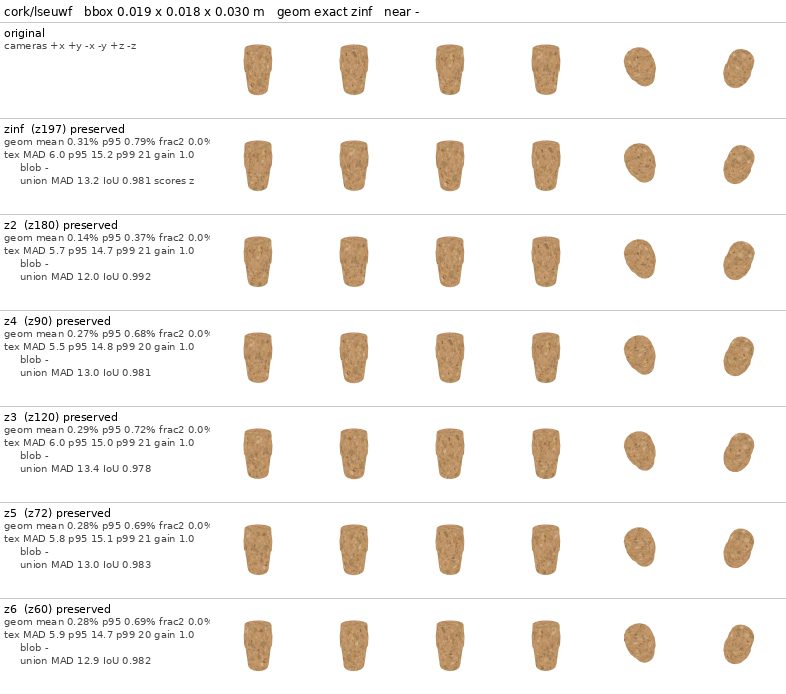 cork/lseuwf bbox 0.019 x 0.018 x 0.030 m geom exact zinf near -
original
cameras +x +y -x -y +z -z
zinf (z197) preserved
geom mean 0.31% p95 0.79% frac2 0.0%
tex MAD 6.0 p95 15.2 p99 21 gain 1.0
blob -
union MAD 13.2 IoU 0.981 scores z
z2 (z180) preserved
geom mean 0.14% p95 0.37% frac2 0.0%
tex MAD 5.7 p95 14.7 p99 21 gain 1.0
blob -
union MAD 12.0 IoU 0.992
z4 (z90) preserved
geom mean 0.27% p95 0.68% frac2 0.0%
tex MAD 5.5 p95 14.8 p99 20 gain 1.0
blob -
union MAD 13.0 IoU 0.981
z3 (z120) preserved
geom mean 0.29% p95 0.72% frac2 0.0%
tex MAD 6.0 p95 15.0 p99 21 gain 1.0
blob -
union MAD 13.4 IoU 0.978
z5 (z72) preserved
geom mean 0.28% p95 0.69% frac2 0.0%
tex MAD 5.8 p95 15.1 p99 21 gain 1.0
blob -
union MAD 13.0 IoU 0.983
z6 (z60) preserved
geom mean 0.28% p95 0.69% frac2 0.0%
tex MAD 5.9 p95 14.7 p99 20 gain 1.0
blob -
union MAD 12.9 IoU 0.982